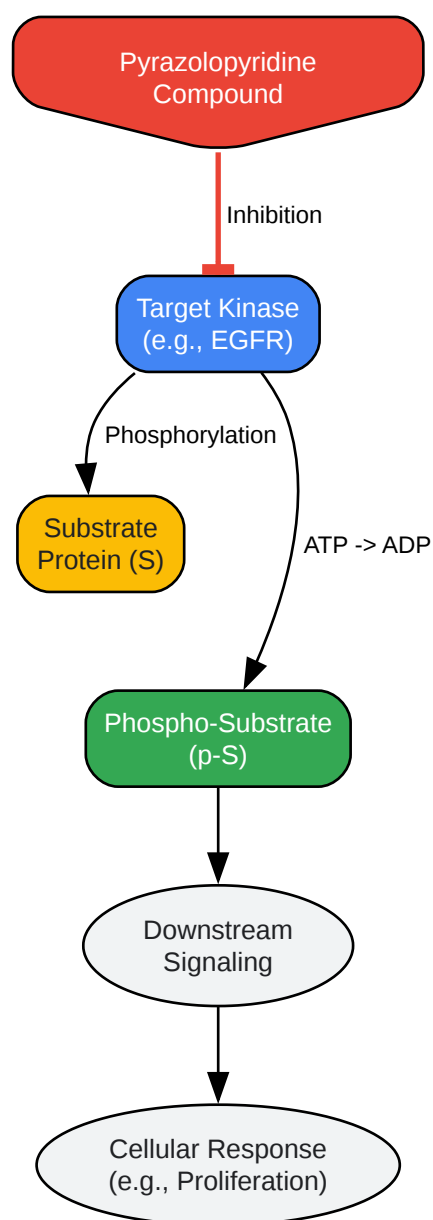 Pyrazolopyridine
Compound
Inhibition
Target Kinase
(e.g., EGFR)
Phosphorylation
Substrate
Protein (S)
ATP -> ADP
Phospho-Substrate
(p-S)
Downstream
Signaling
Cellular Response
(e.g., Proliferation)